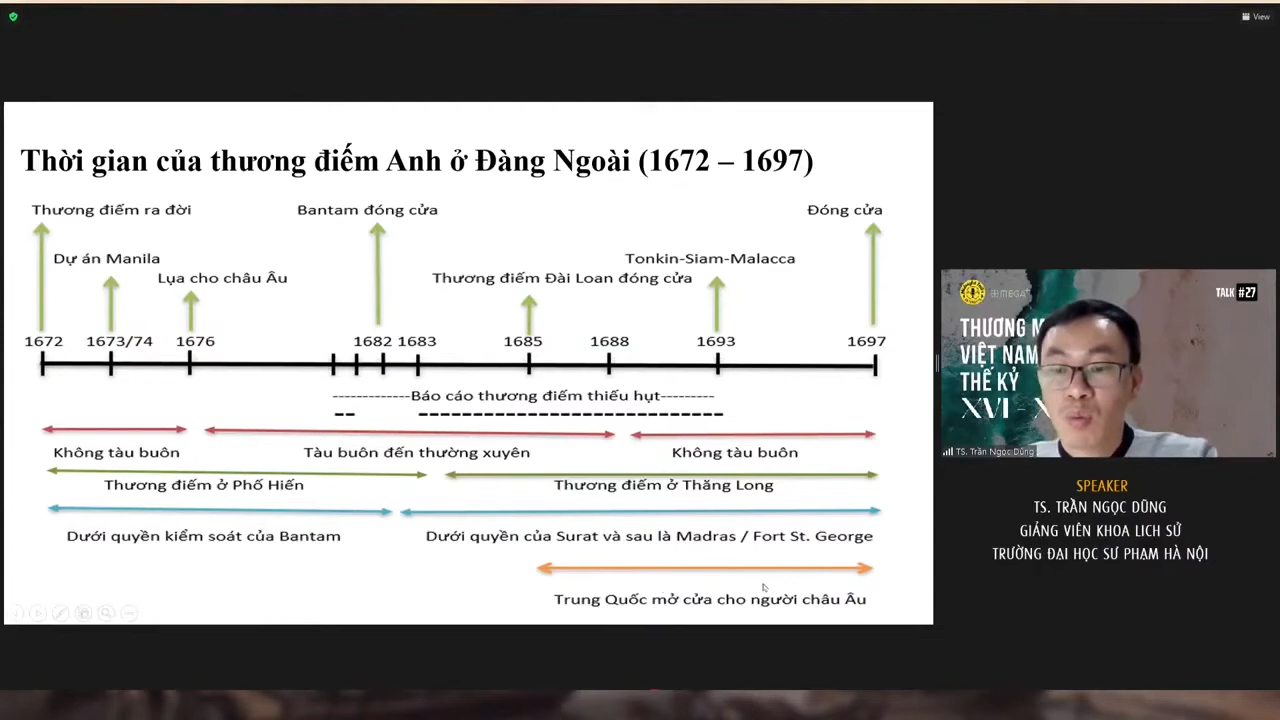 View
Thời gian của thương điếm Anh ở Đàng Ngoài (1672 – 1697)
Thương điếm ra đời
Bantam đóng cửa
Đóng cửa
Dự án Manila
Tonkin-Siam-Malacca
Lụa cho châu Âu
Thương điếm Đài Loan đóng cửa
1672 1673/74 1676 1682 1683 1685 1688 1693 1697
-------------Báo cáo thương điếm thiếu hụt---------
Không tàu buôn
Tàu buôn đến thường xuyên
Không tàu buôn
Thương điếm ở Phố Hiến
Thương điếm ở Thăng Long
Dưới quyền kiểm soát của Bantam
Dưới quyền của Surat và sau là Madras / Fort St. George
Trung Quốc mở cửa cho người châu Âu
OMEGA+
TALK #27
THƯƠNG M
VIỆT NAM
THẾ KỶ
XVI - X
TS. Trần Ngọc Dũng
SPEAKER
TS. TRẦN NGỌC DŨNG
GIẢNG VIÊN KHOA LỊCH SỬ
TRƯỜNG ĐẠI HỌC SƯ PHẠM HÀ NỘI